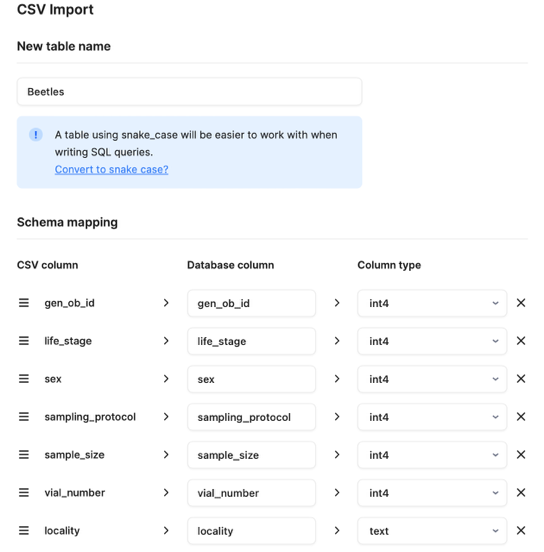 CSV Import
New table name
Beetles
! A table using snake_case will be easier to work with when
writing SQL queries.
Convert to snake case?
Schema mapping
CSV column Database column Column type
gen_ob_id gen_ob_id int4
life_stage life_stage int4
sex sex int4
sampling_protocol sampling_protocol int4
sample_size sample_size int4
vial_number vial_number int4
locality locality text